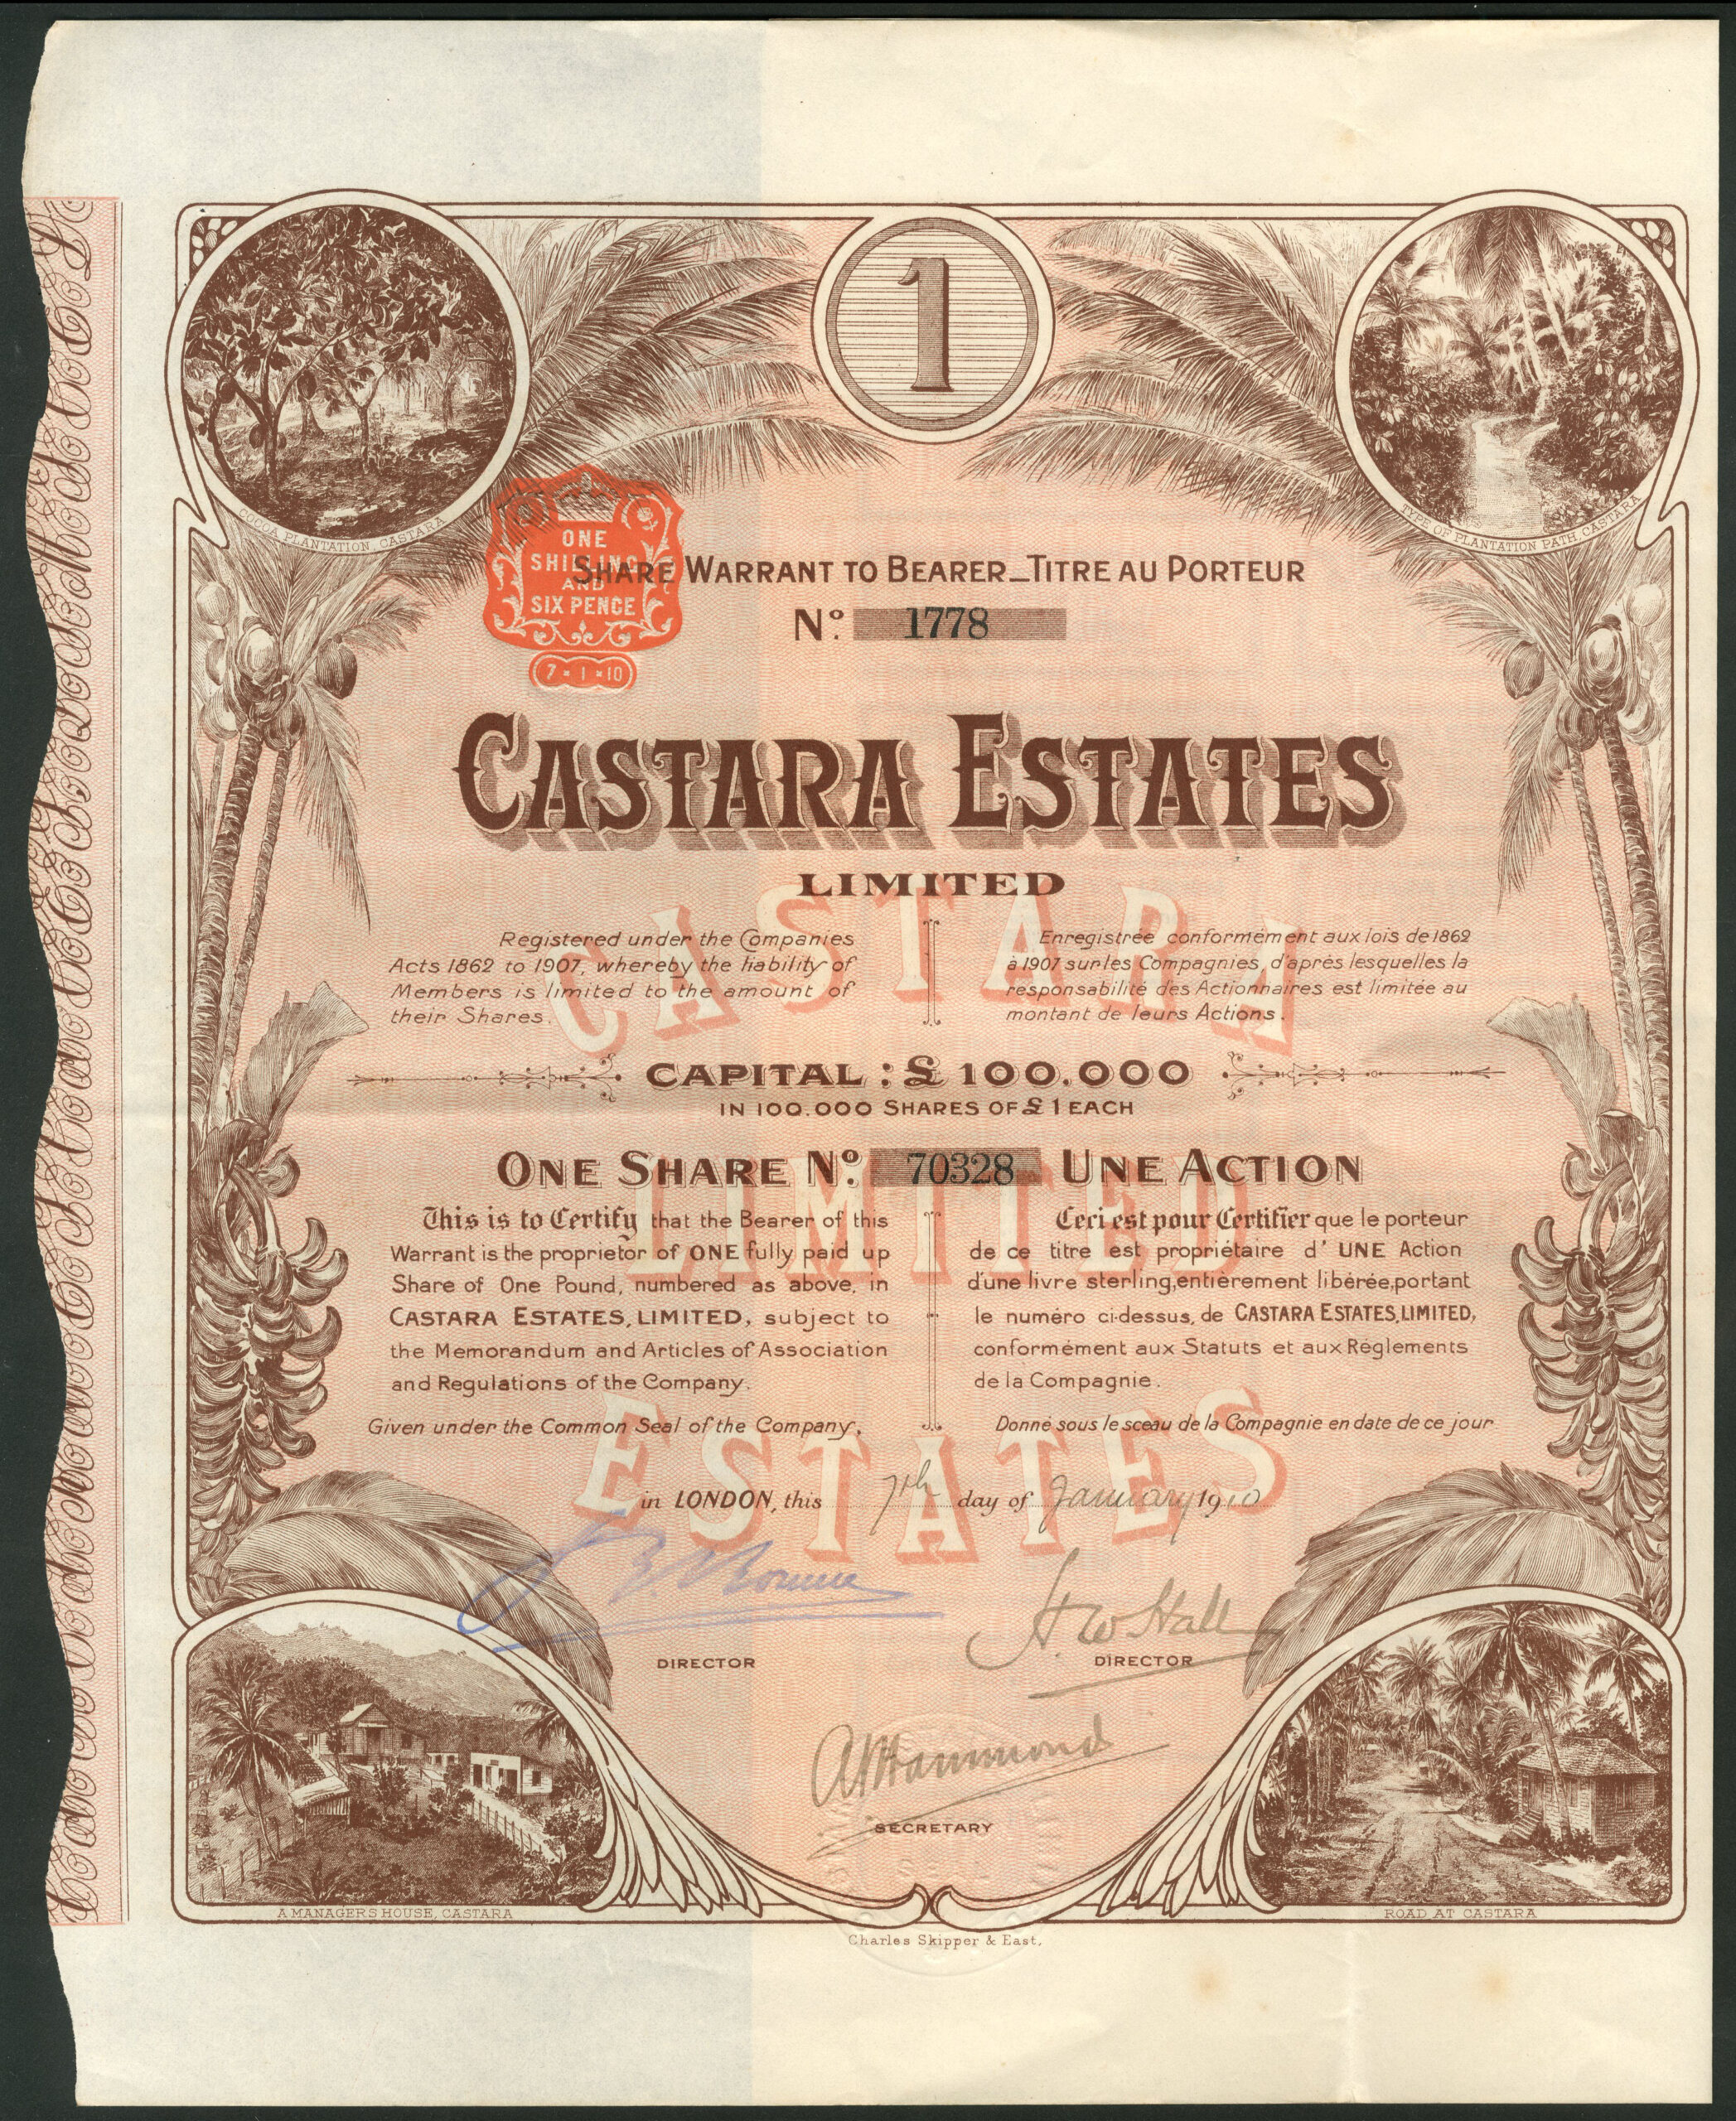 1
COCOA PLANTATION, CASTARA
TYPE OF PLANTATION PATH, CASTARA
ONE
SHILLING
AND
SIX PENCE
7 · 1 · 10
SHARE WARRANT TO BEARER_TITRE AU PORTEUR
Nº. 1778
CASTARA ESTATES
LIMITED
Registered under the Companies
Acts 1862 to 1907, whereby the liability of
Members is limited to the amount of
their Shares.
Enregistrée conformément aux lois de 1862
à 1907 sur les Compagnies, d'après lesquelles la
responsabilité des Actionnaires est limitée au
montant de leurs Actions.
CASTARA
LIMITED
ESTATES
CAPITAL : £ 100.000
IN 100.000 SHARES OF £ 1 EACH
ONE SHARE Nº. 70328 UNE ACTION
This is to Certify that the Bearer of this
Warrant is the proprietor of ONE fully paid up
Share of One Pound, numbered as above, in
CASTARA ESTATES, LIMITED, subject to
the Memorandum and Articles of Association
and Regulations of the Company.
Given under the Common Seal of the Company,
Ceci est pour Certifier que le porteur
de ce titre est propriétaire d' UNE Action
d'une livre sterling, entièrement libérée, portant
le numéro ci-dessus, de CASTARA ESTATES, LIMITED,
conformément aux Statuts et aux Réglements
de la Compagnie.
Donné sous le sceau de la Compagnie en date de ce jour
in LONDON, this 7th day of January 1910
DIRECTOR
H. W. Hall
DIRECTOR
Hammond
SECRETARY
A MANAGERS HOUSE, CASTARA
ROAD AT CASTARA
Charles Skipper & East.